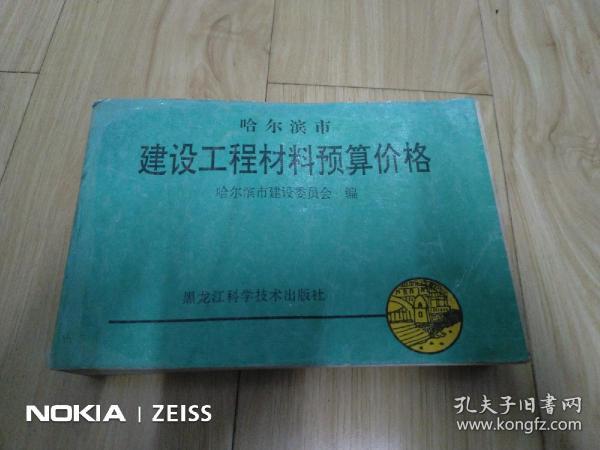 哈尔滨市
建设工程材料预算价格
哈尔滨市建设委员会 编
黑龙江科学技术出版社
NOKIA | ZEISS
孔夫子旧書网
www.kongfz.com